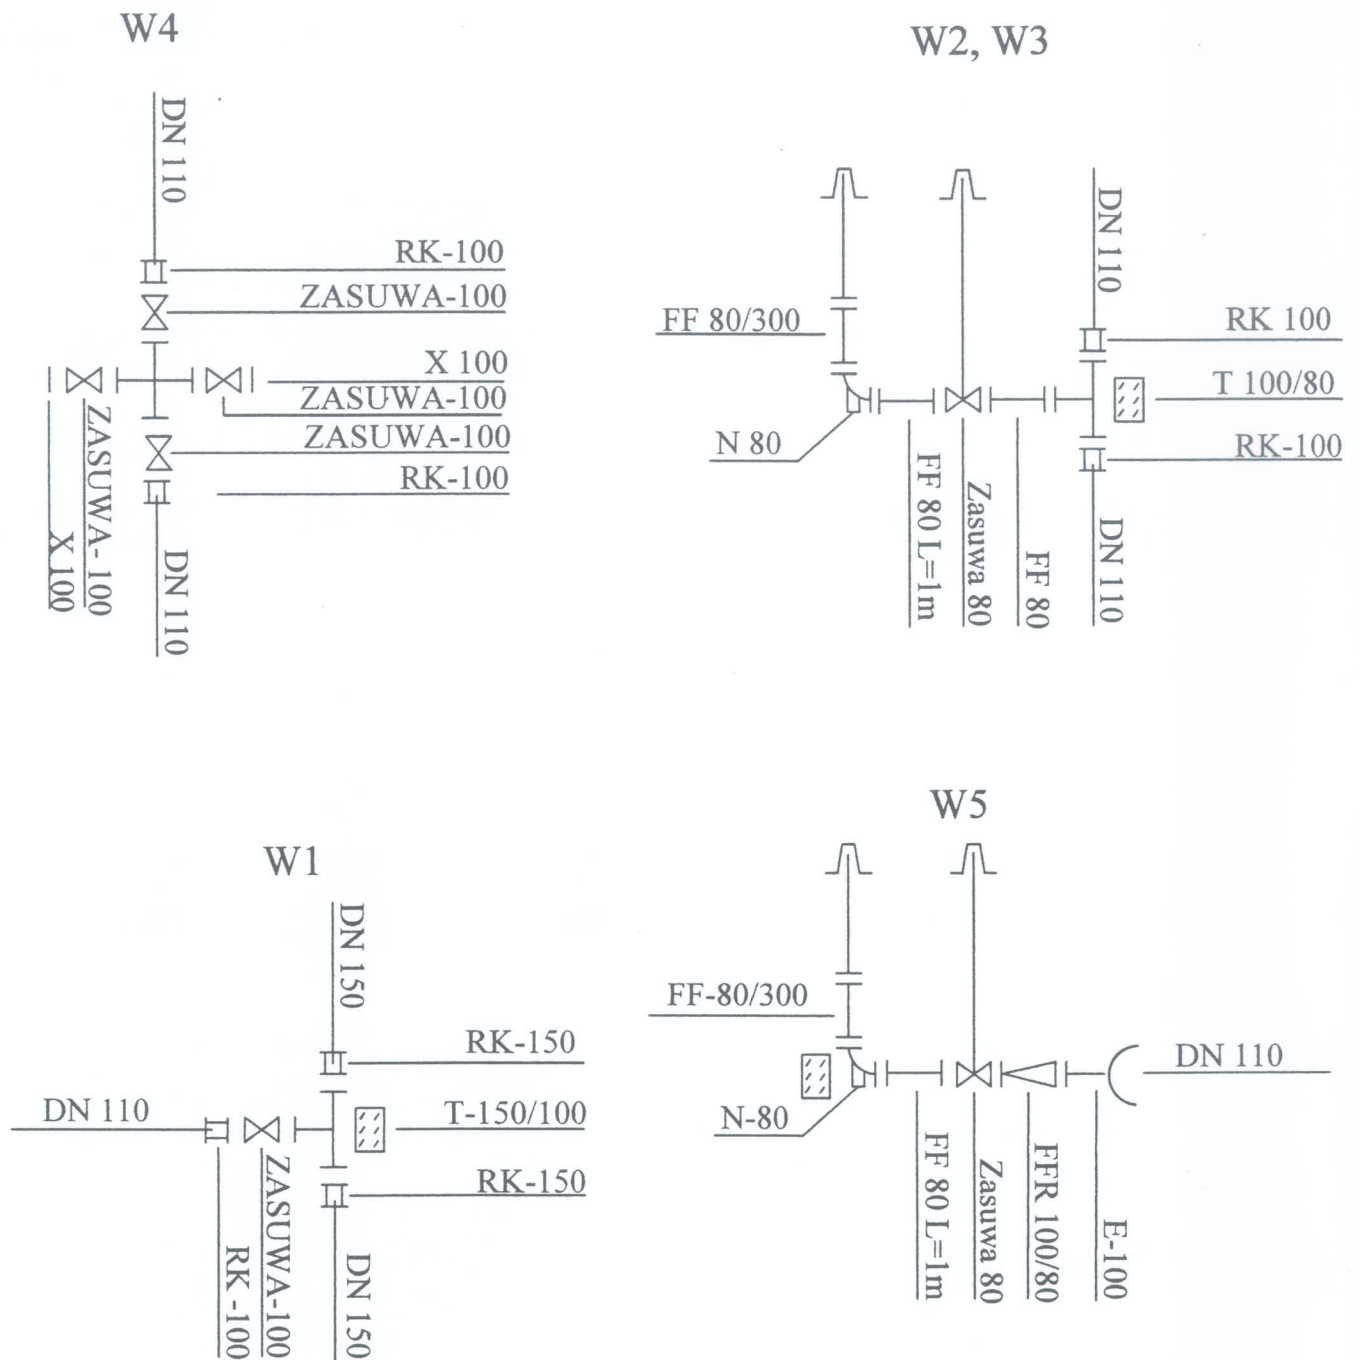 W4
DN 110
RK-100
ZASUWA-100
X 100
ZASUWA-100
ZASUWA-100
RK-100
X 100
ZASUWA- 100
DN 110
W2, W3
DN 110
FF 80/300
RK 100
T 100/80
N 80
RK-100
FF 80 L=1m
Zasuwa 80
FF 80
DN 110
W1
DN 150
RK-150
DN 110
T-150/100
RK-150
RK -100
ZASUWA-100
DN 150
W5
FF-80/300
DN 110
N-80
FF 80 L=1m
Zasuwa 80
FFR 100/80
E-100